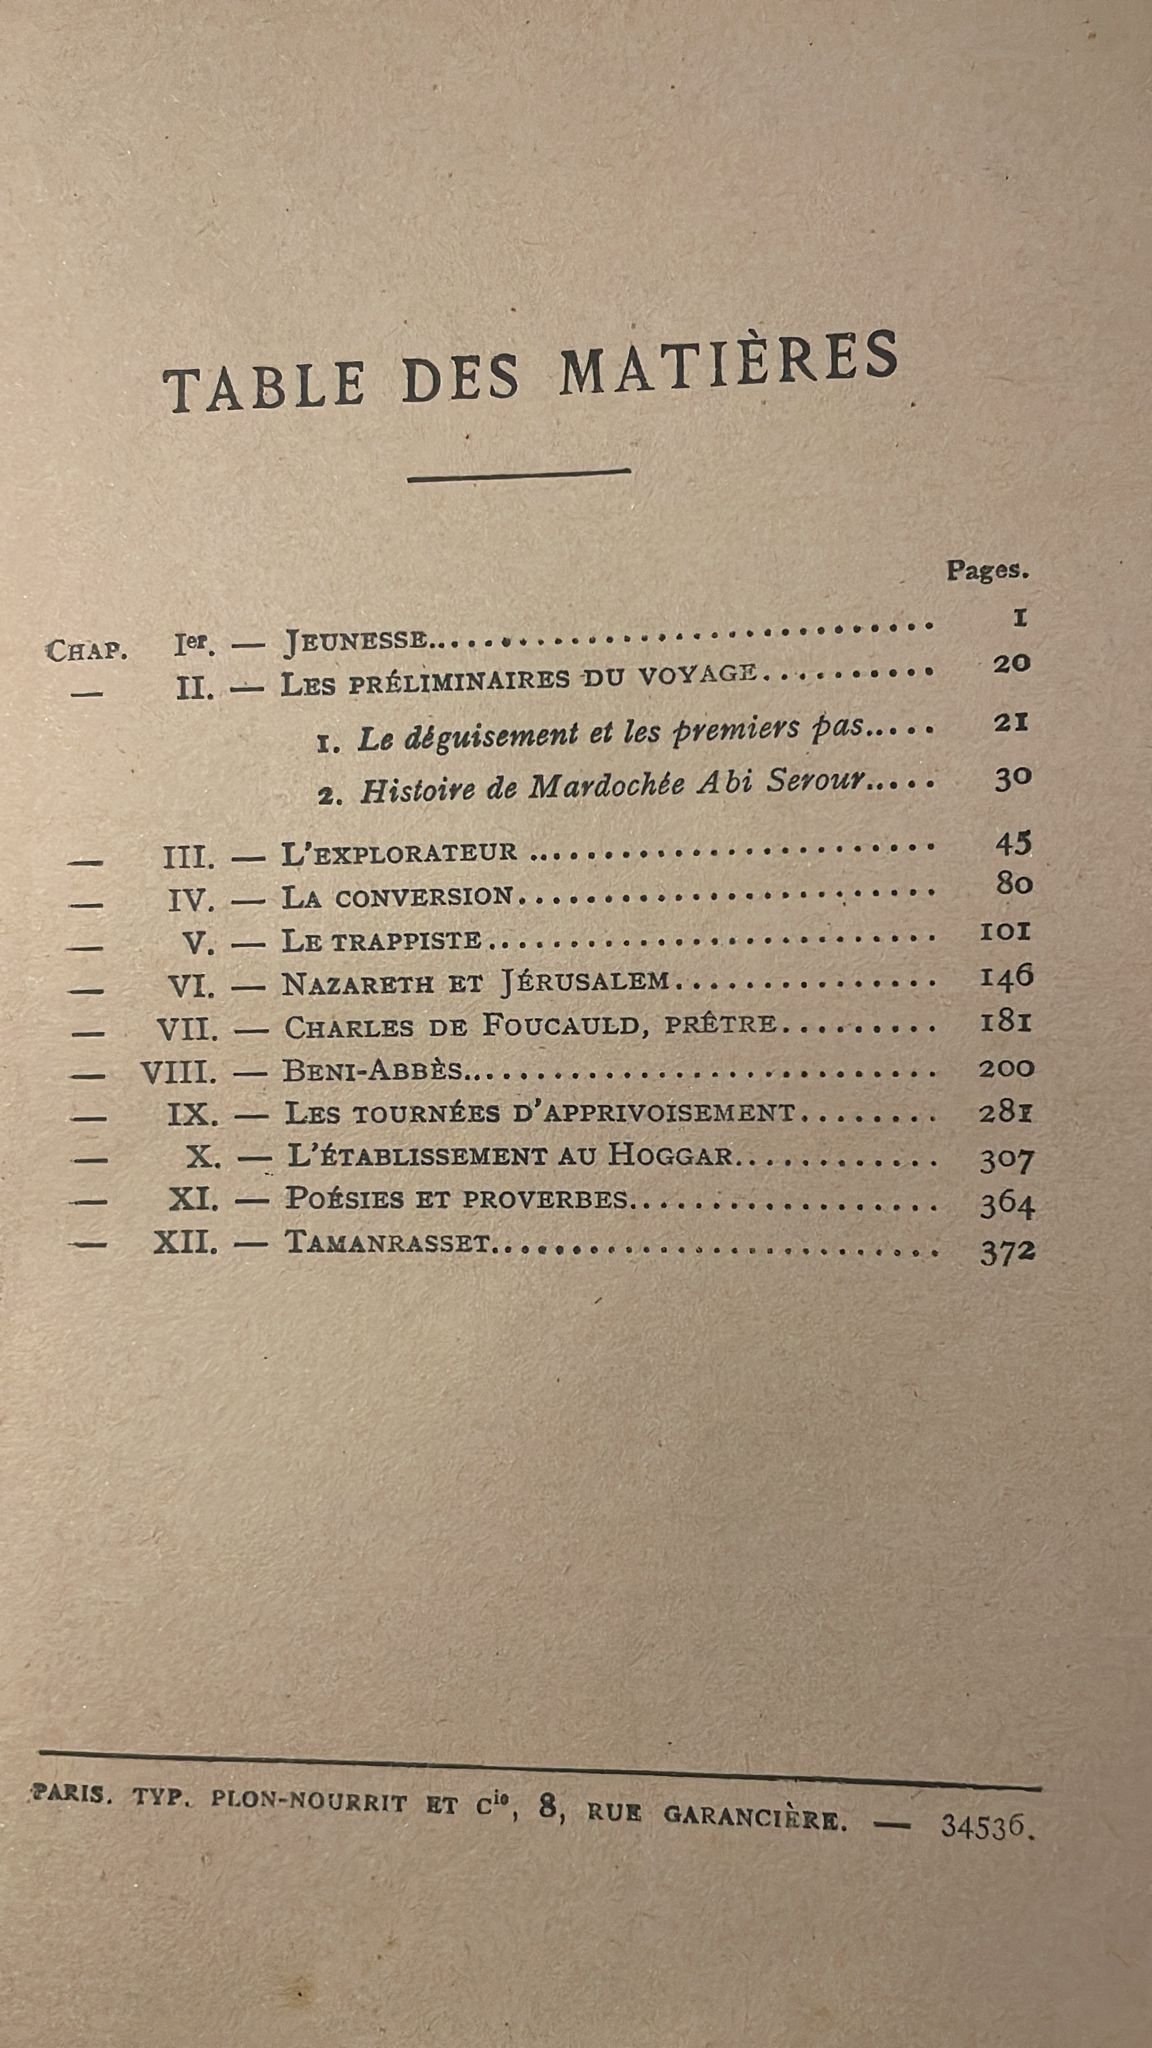 TABLE DES MATIÈRES
Pages.
CHAP. Ier. — JEUNESSE................................ 1
— II. — LES PRÉLIMINAIRES DU VOYAGE.......... 20
1. Le déguisement et les premiers pas..... 21
2. Histoire de Mardochée Abi Serour..... 30
— III. — L'EXPLORATEUR ........................ 45
— IV. — LA CONVERSION........................ 80
— V. — LE TRAPPISTE.......................... 101
— VI. — NAZARETH ET JÉRUSALEM............... 146
— VII. — CHARLES DE FOUCAULD, PRÊTRE......... 181
— VIII. — BENI-ABBÈS............................ 200
— IX. — LES TOURNÉES D'APPRIVOISEMENT........ 281
— X. — L'ÉTABLISSEMENT AU HOGGAR............ 307
— XI. — POÉSIES ET PROVERBES.................. 364
— XII. — TAMANRASSET.......................... 372
PARIS. TYP. PLON-NOURRIT ET Cie, 8, RUE GARANCIÈRE. — 34536.